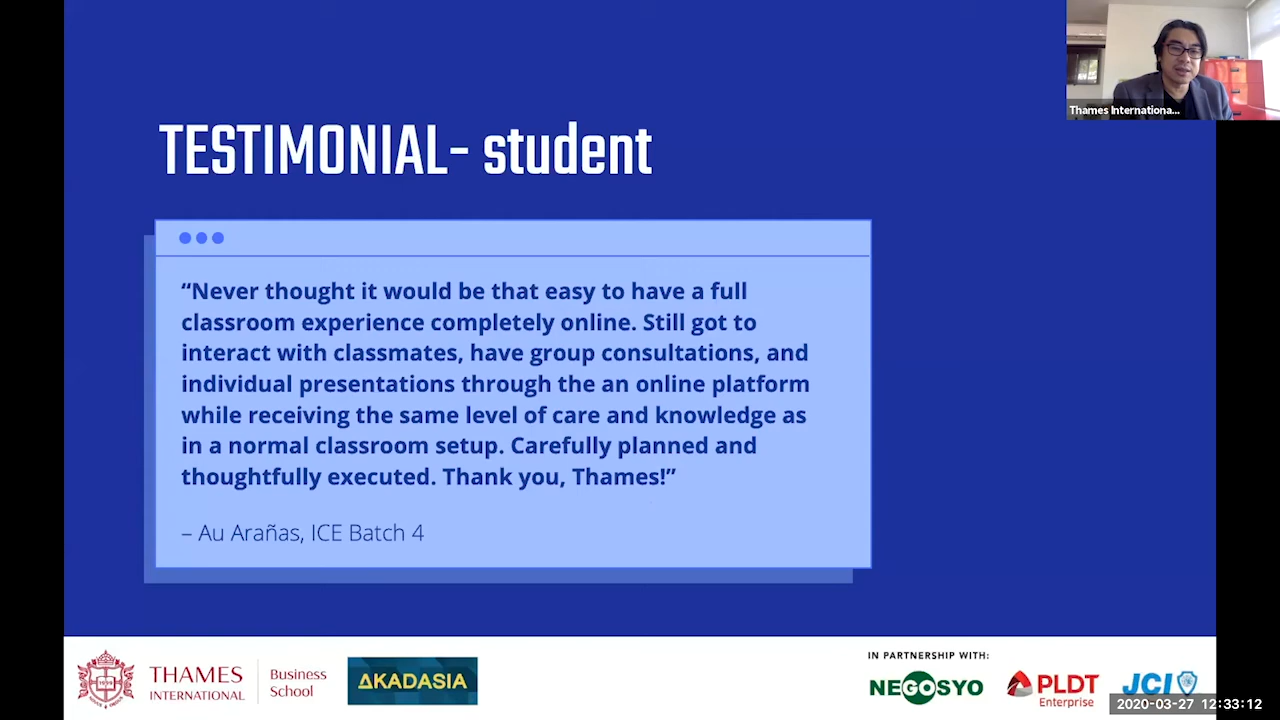 Thames Internationa...
TESTIMONIAL- student
“Never thought it would be that easy to have a full
classroom experience completely online. Still got to
interact with classmates, have group consultations, and
individual presentations through the an online platform
while receiving the same level of care and knowledge as
in a normal classroom setup. Carefully planned and
thoughtfully executed. Thank you, Thames!”
– Au Arañas, ICE Batch 4
THAMES
INTERNATIONAL
Business
School
AKADASIA
IN PARTNERSHIP WITH:
NEGOSYO
PLDT
Enterprise
JCI
2020-03-27 12:33:12